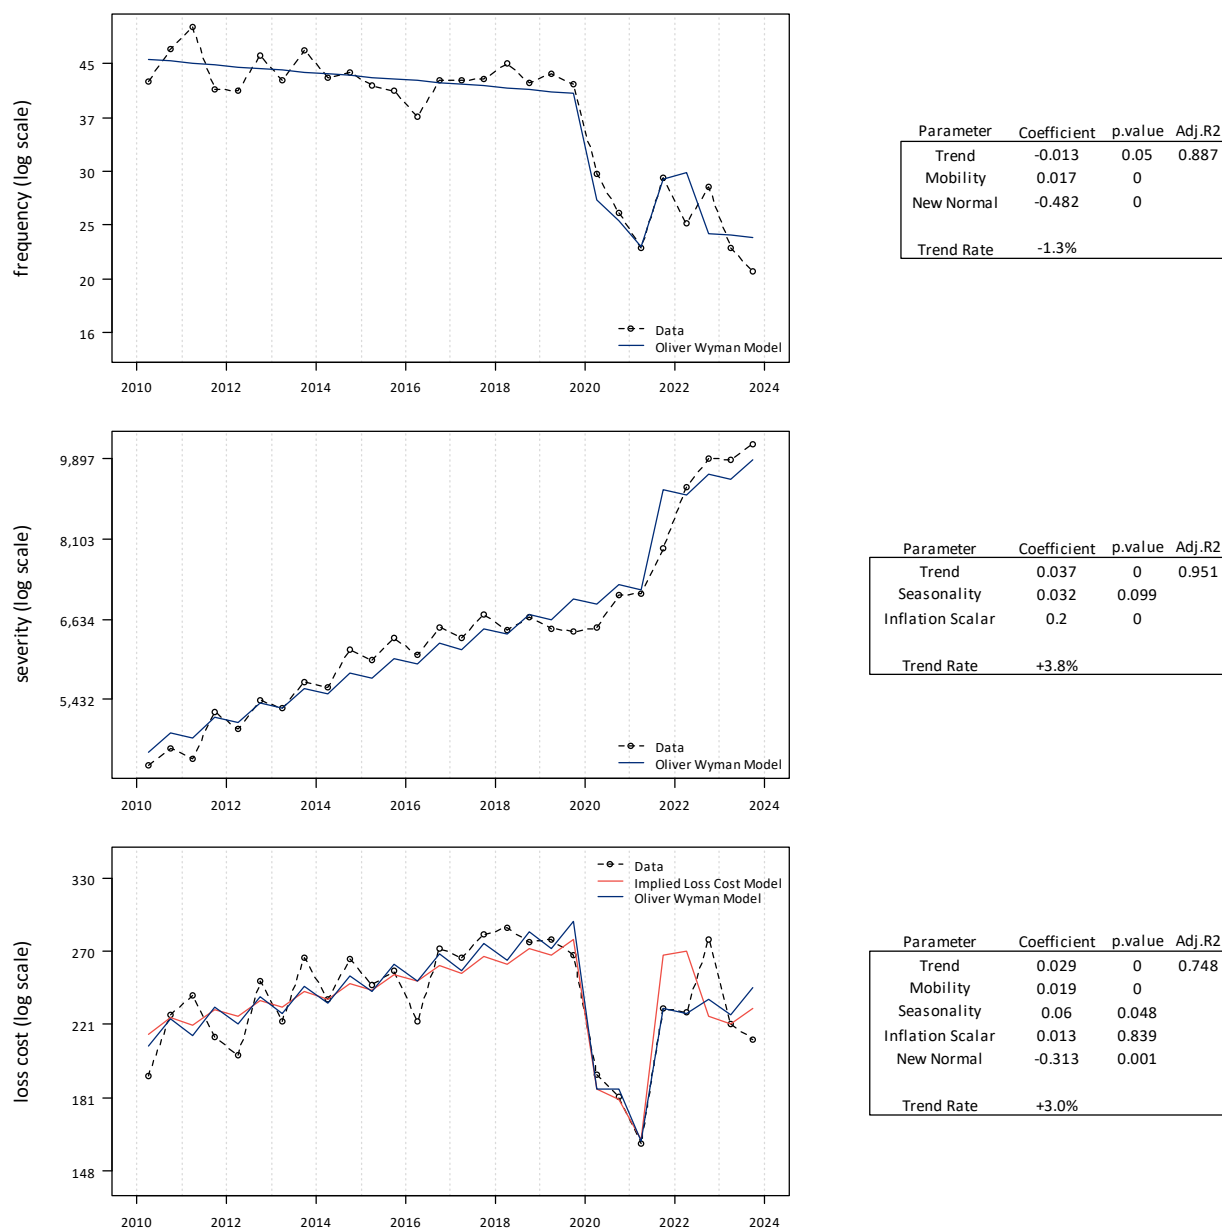 frequency (log scale)
45
37
30
25
20
16
Data
Oliver Wyman Model
2010 2012 2014 2016 2018 2020 2022 2024
Parameter Coefficient p.value Adj.R2
Trend -0.013 0.05 0.887
Mobility 0.017 0
New Normal -0.482 0
Trend Rate -1.3%
severity (log scale)
9,897
8,103
6,634
5,432
Data
Oliver Wyman Model
2010 2012 2014 2016 2018 2020 2022 2024
Parameter Coefficient p.value Adj.R2
Trend 0.037 0 0.951
Seasonality 0.032 0.099
Inflation Scalar 0.2 0
Trend Rate +3.8%
loss cost (log scale)
330
270
221
181
148
Data
Implied Loss Cost Model
Oliver Wyman Model
2010 2012 2014 2016 2018 2020 2022 2024
Parameter Coefficient p.value Adj.R2
Trend 0.029 0 0.748
Mobility 0.019 0
Seasonality 0.06 0.048
Inflation Scalar 0.013 0.839
New Normal -0.313 0.001
Trend Rate +3.0%